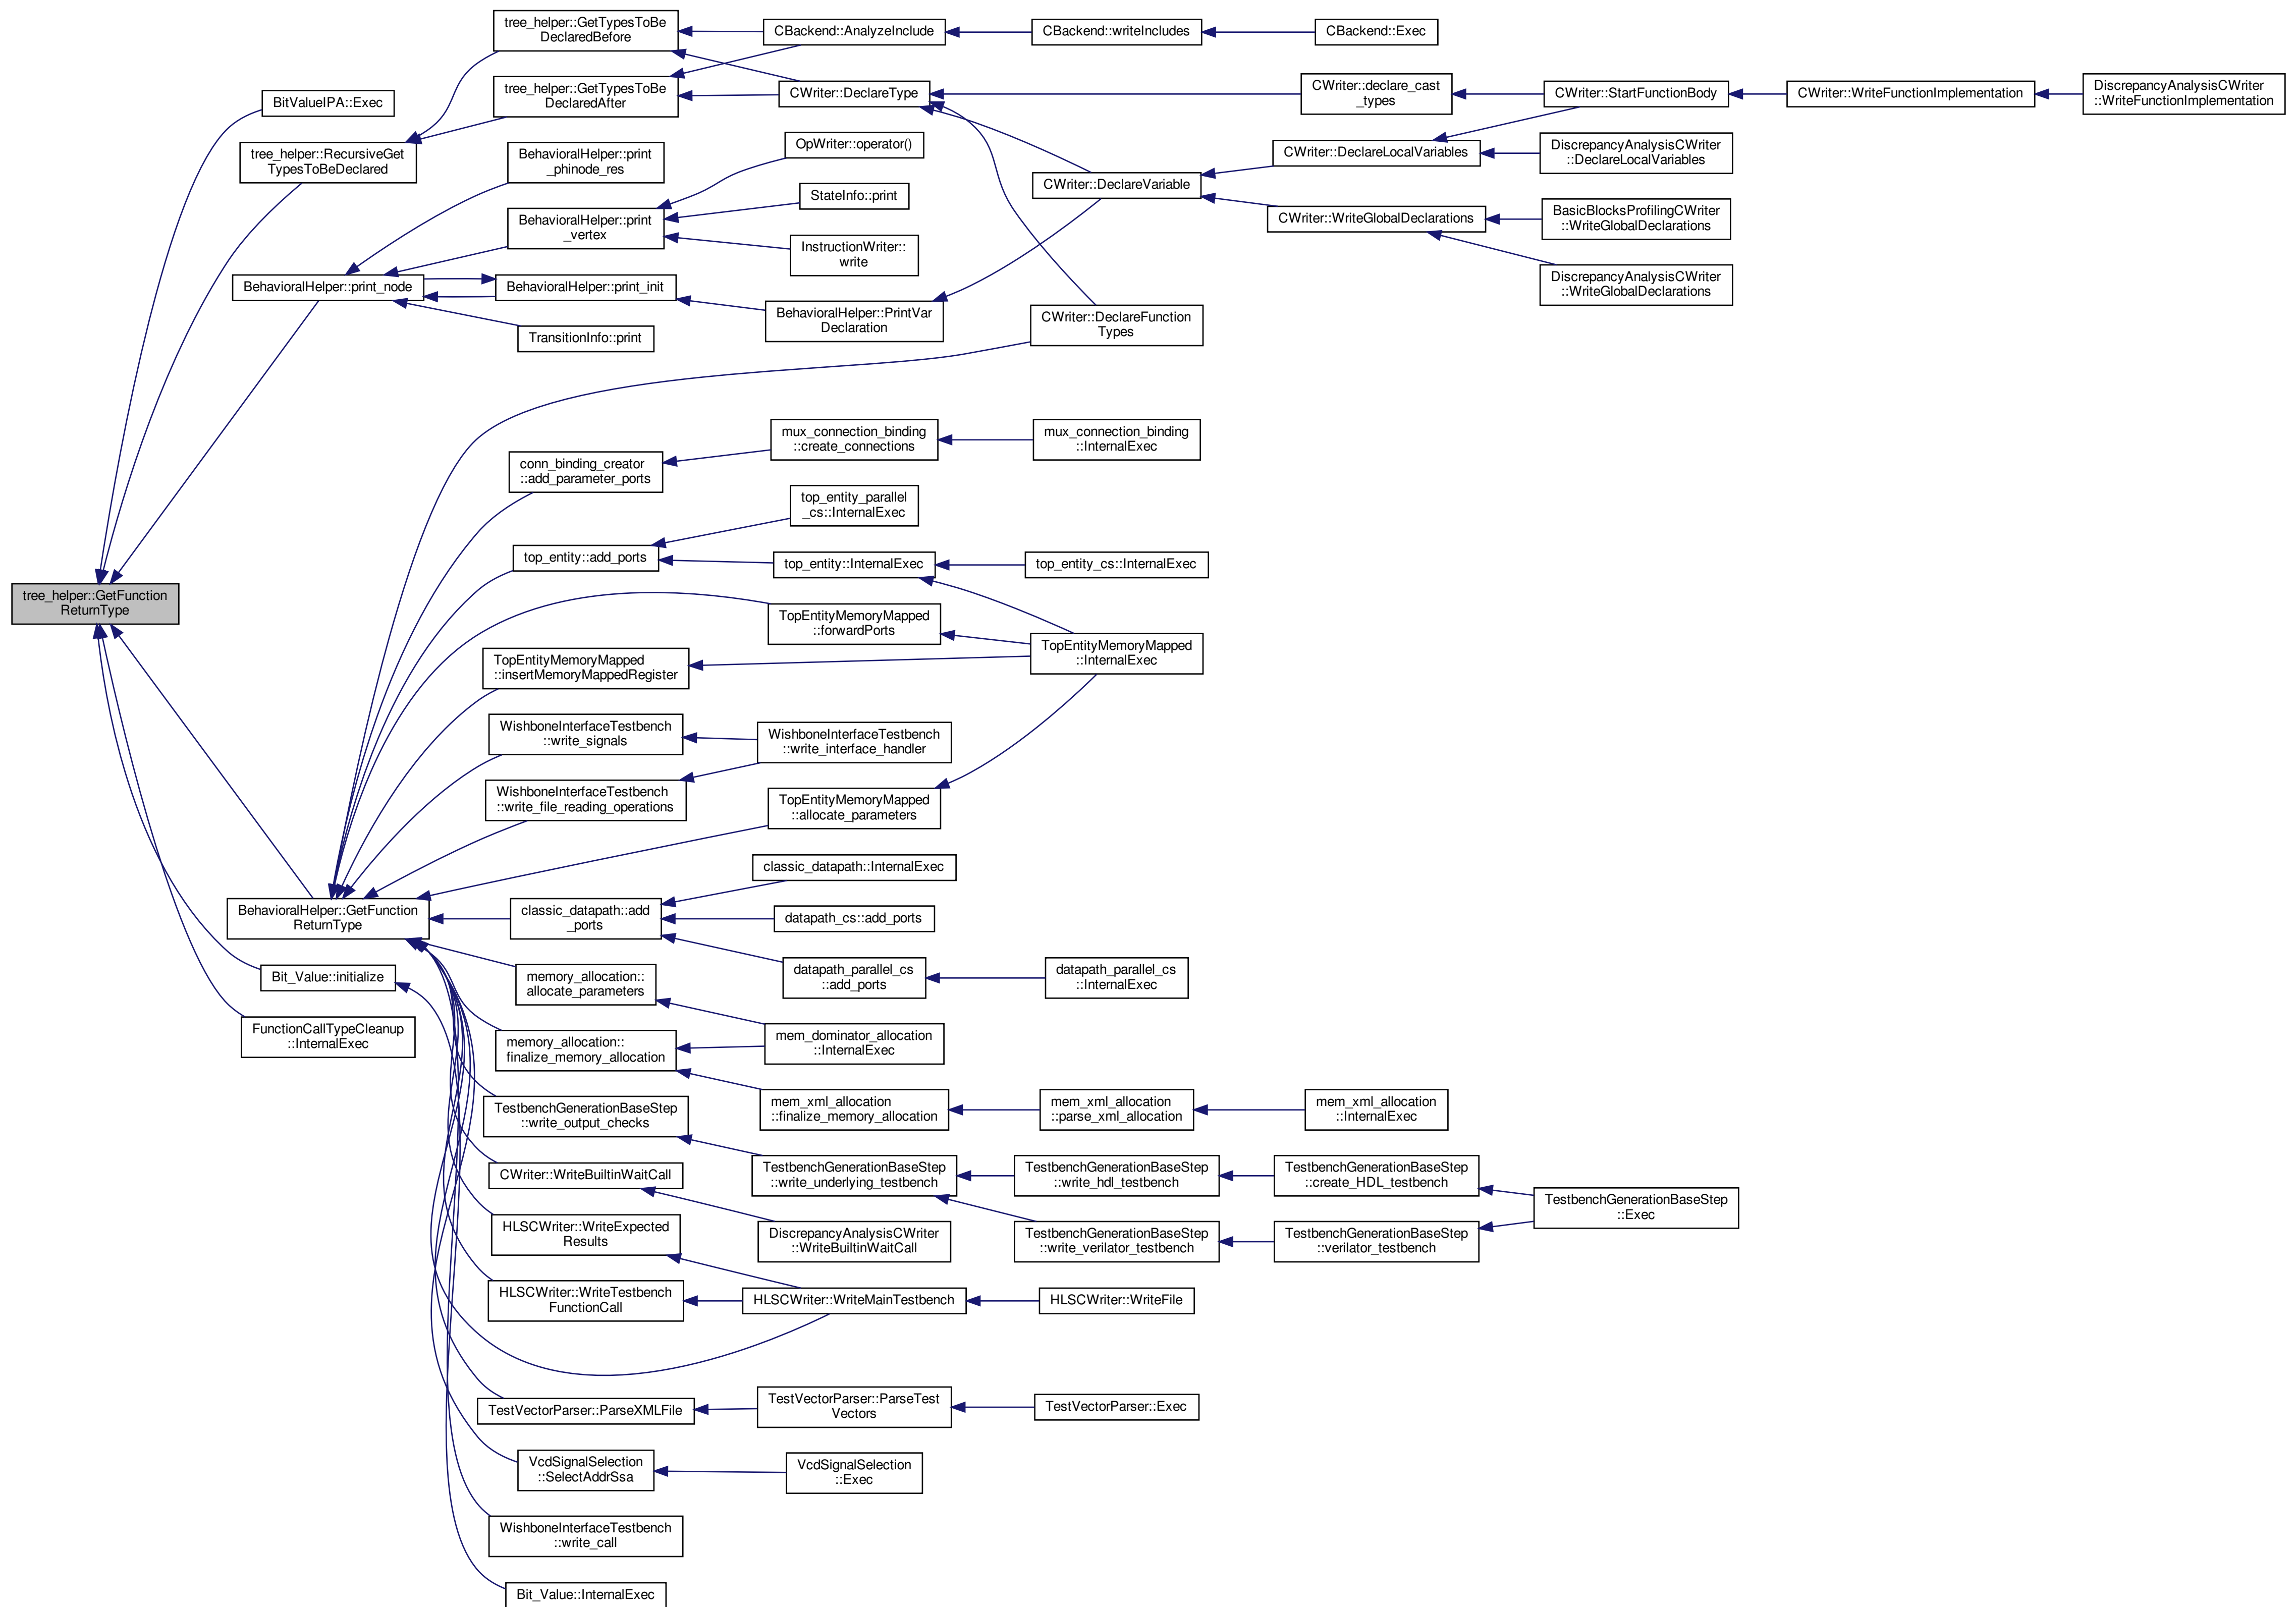 tree_helper::GetFunction
ReturnType
BitValueIPA::Exec
tree_helper::RecursiveGet
TypesToBeDeclared
BehavioralHelper::print_node
BehavioralHelper::GetFunction
ReturnType
Bit_Value::initialize
FunctionCallTypeCleanup
::InternalExec
tree_helper::GetTypesToBe
DeclaredBefore
tree_helper::GetTypesToBe
DeclaredAfter
BehavioralHelper::print
_phinode_res
BehavioralHelper::print
_vertex
BehavioralHelper::print_init
TransitionInfo::print
conn_binding_creator
::add_parameter_ports
top_entity::add_ports
TopEntityMemoryMapped
::insertMemoryMappedRegister
WishboneInterfaceTestbench
::write_signals
WishboneInterfaceTestbench
::write_file_reading_operations
classic_datapath::add
_ports
memory_allocation::
allocate_parameters
memory_allocation::
finalize_memory_allocation
TestbenchGenerationBaseStep
::write_output_checks
CWriter::WriteBuiltinWaitCall
HLSCWriter::WriteExpected
Results
HLSCWriter::WriteTestbench
FunctionCall
TestVectorParser::ParseXMLFile
VcdSignalSelection
::SelectAddrSsa
WishboneInterfaceTestbench
::write_call
Bit_Value::InternalExec
CBackend::AnalyzeInclude
CWriter::DeclareType
OpWriter::operator()
StateInfo::print
InstructionWriter::
write
BehavioralHelper::PrintVar
Declaration
mux_connection_binding
::create_connections
top_entity_parallel
_cs::InternalExec
top_entity::InternalExec
TopEntityMemoryMapped
::forwardPorts
WishboneInterfaceTestbench
::write_interface_handler
TopEntityMemoryMapped
::allocate_parameters
classic_datapath::InternalExec
datapath_cs::add_ports
datapath_parallel_cs
::add_ports
mem_dominator_allocation
::InternalExec
mem_xml_allocation
::finalize_memory_allocation
TestbenchGenerationBaseStep
::write_underlying_testbench
DiscrepancyAnalysisCWriter
::WriteBuiltinWaitCall
HLSCWriter::WriteMainTestbench
TestVectorParser::ParseTest
Vectors
VcdSignalSelection
::Exec
CBackend::writeIncludes
CWriter::DeclareVariable
CWriter::DeclareFunction
Types
mux_connection_binding
::InternalExec
top_entity_cs::InternalExec
TopEntityMemoryMapped
::InternalExec
datapath_parallel_cs
::InternalExec
mem_xml_allocation
::parse_xml_allocation
TestbenchGenerationBaseStep
::write_hdl_testbench
TestbenchGenerationBaseStep
::write_verilator_testbench
HLSCWriter::WriteFile
TestVectorParser::Exec
CBackend::Exec
CWriter::declare_cast
_types
CWriter::DeclareLocalVariables
CWriter::WriteGlobalDeclarations
mem_xml_allocation
::InternalExec
TestbenchGenerationBaseStep
::create_HDL_testbench
TestbenchGenerationBaseStep
::verilator_testbench
CWriter::StartFunctionBody
DiscrepancyAnalysisCWriter
::DeclareLocalVariables
BasicBlocksProfilingCWriter
::WriteGlobalDeclarations
DiscrepancyAnalysisCWriter
::WriteGlobalDeclarations
TestbenchGenerationBaseStep
::Exec
CWriter::WriteFunctionImplementation
DiscrepancyAnalysisCWriter
::WriteFunctionImplementation